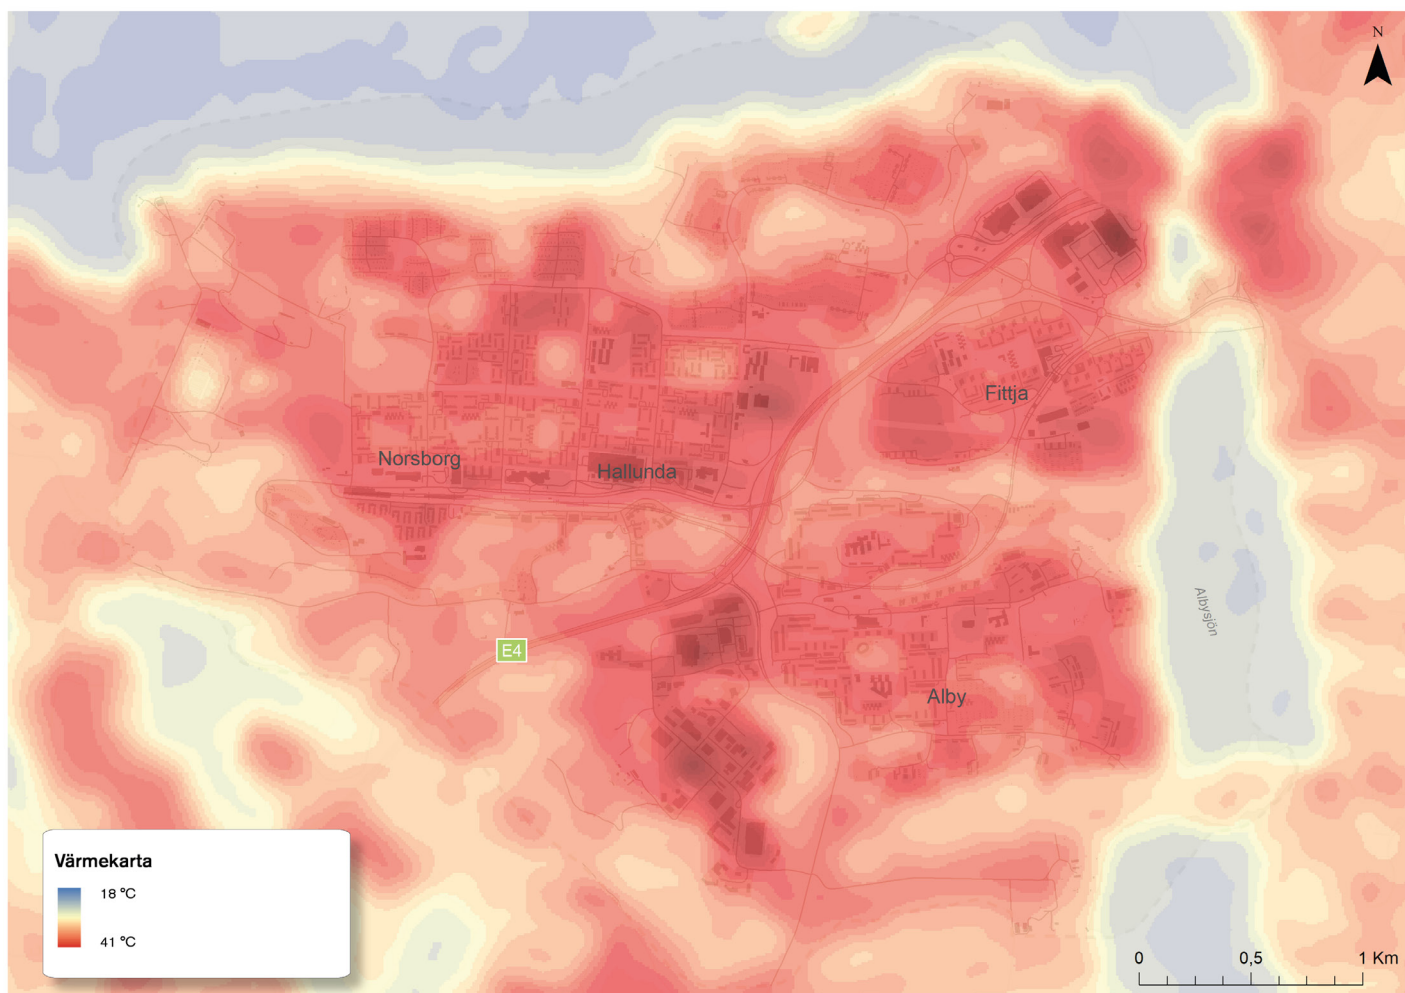 N
Fittja
Norsborg
Hallunda
Albysjön
E4
Alby
Värmekarta
18 °C
41 °C
0 0,5 1 Km